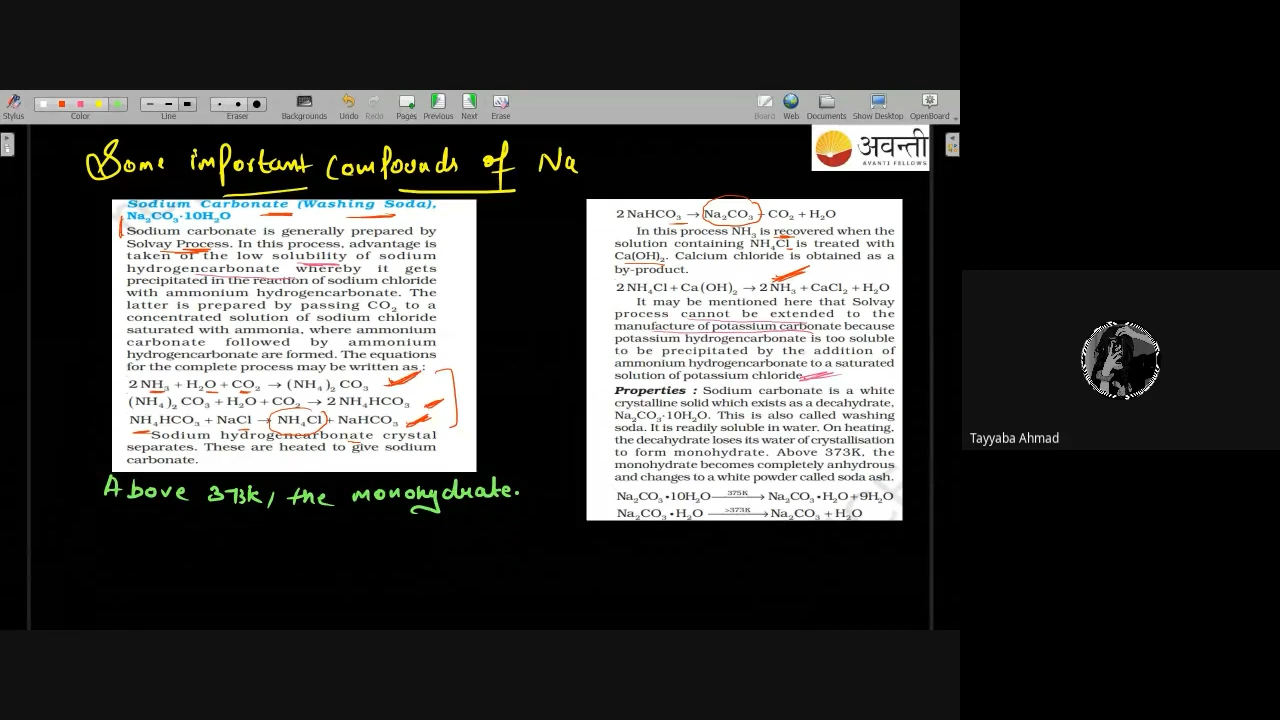 Stylus
Color
Line
Eraser
Backgrounds
Undo
Redo
Pages
Previous
Next
Erase
Board
Web
Documents
Show Desktop
OpenBoard
Some important compounds of Na
अवन्ती
AVANTI FELLOWS
Sodium Carbonate (Washing Soda),
Na₂CO₃·10H₂O
Sodium carbonate is generally prepared by
Solvay Process. In this process, advantage is
taken of the low solubility of sodium
hydrogencarbonate whereby it gets
precipitated in the reaction of sodium chloride
with ammonium hydrogencarbonate. The
latter is prepared by passing CO₂ to a
concentrated solution of sodium chloride
saturated with ammonia, where ammonium
carbonate followed by ammonium
hydrogencarbonate are formed. The equations
for the complete process may be written as :
2 NH₃ + H₂O + CO₂ → (NH₄)₂ CO₃
(NH₄)₂ CO₃ + H₂O + CO₂ → 2 NH₄HCO₃
NH₄HCO₃ + NaCl → NH₄Cl + NaHCO₃
Sodium hydrogencarbonate crystal
separates. These are heated to give sodium
carbonate.
Above 373K, the monohydrate.
2 NaHCO₃ → Na₂CO₃ + CO₂ + H₂O
In this process NH₃ is recovered when the
solution containing NH₄Cl is treated with
Ca(OH)₂. Calcium chloride is obtained as a
by-product.
2 NH₄Cl + Ca(OH)₂ → 2 NH₃ + CaCl₂ + H₂O
It may be mentioned here that Solvay
process cannot be extended to the
manufacture of potassium carbonate because
potassium hydrogencarbonate is too soluble
to be precipitated by the addition of
ammonium hydrogencarbonate to a saturated
solution of potassium chloride.
Properties : Sodium carbonate is a white
crystalline solid which exists as a decahydrate,
Na₂CO₃·10H₂O. This is also called washing
soda. It is readily soluble in water. On heating,
the decahydrate loses its water of crystallisation
to form monohydrate. Above 373K, the
monohydrate becomes completely anhydrous
and changes to a white powder called soda ash.
Na₂CO₃·10H₂O —375K→ Na₂CO₃·H₂O + 9H₂O
Na₂CO₃·H₂O —>373K→ Na₂CO₃ + H₂O
Tayyaba Ahmad